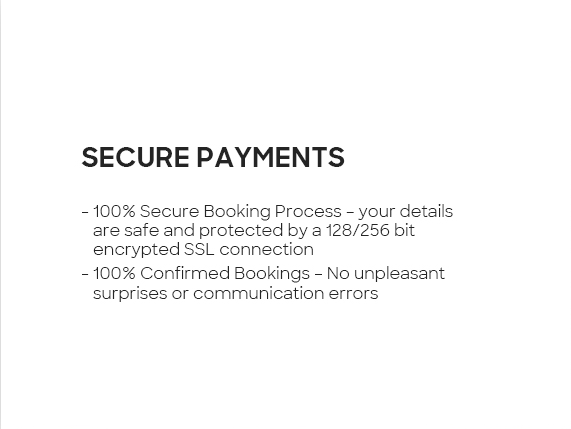 SECURE PAYMENTS
– 100% Secure Booking Process – your details
are safe and protected by a 128/256 bit
encrypted SSL connection
– 100% Confirmed Bookings – No unpleasant
surprises or communication errors